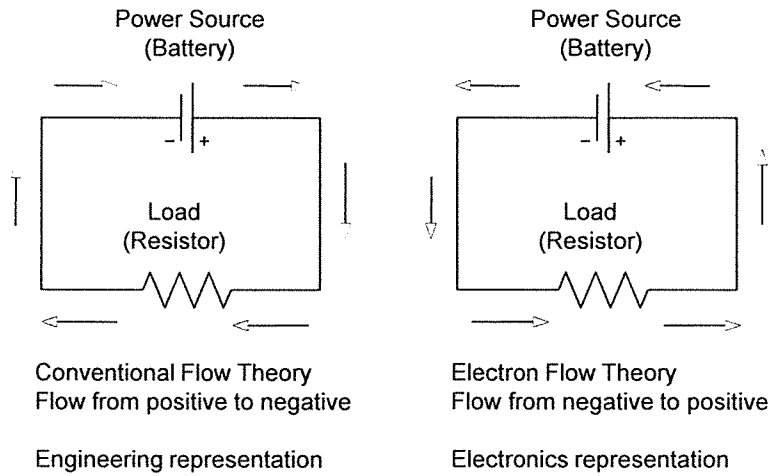 Power Source
(Battery)
- +
Load
(Resistor)
Conventional Flow Theory
Flow from positive to negative
Engineering representation
Power Source
(Battery)
- +
Load
(Resistor)
Electron Flow Theory
Flow from negative to positive
Electronics representation